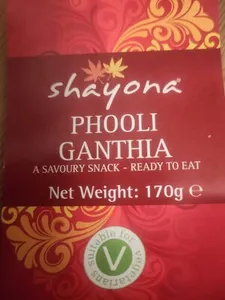 shayona®
PHOOLI
GANTHIA
A SAVOURY SNACK - READY TO EAT
Net Weight: 170g ℮
suitable for
V
vegetarians